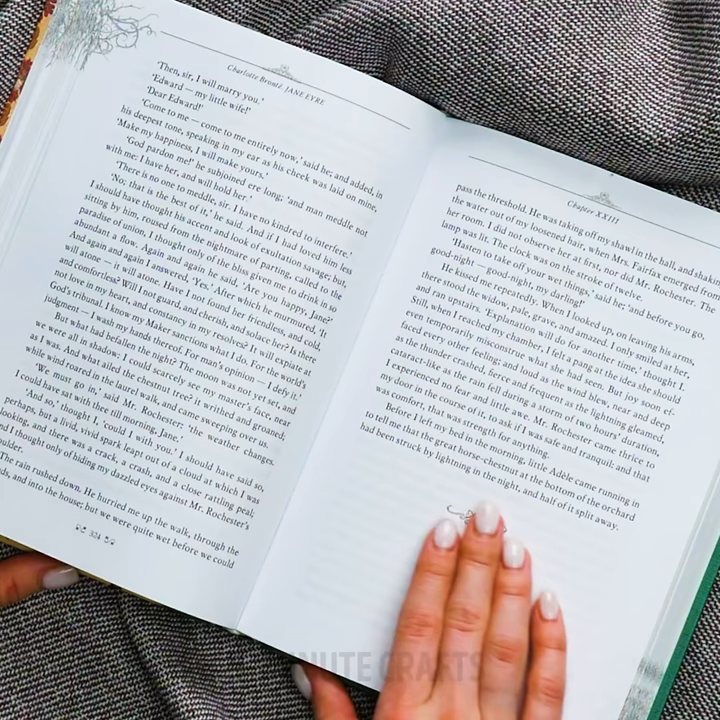 Charlotte Brontë. JANE EYRE
'Then, sir, I will marry you.'
'Edward — my little wife!'
'Dear Edward!'
'Come to me — come to me entirely now,' said he; and added, in
his deepest tone, speaking in my ear as his cheek was laid on mine,
'Make my happiness, I will make yours.'
'God pardon me!' he subjoined ere long; 'and man meddle not
with me: I have her, and will hold her.'
'There is no one to meddle, sir. I have no kindred to interfere.'
'No; that is the best of it,' he said. And if I had loved him less
I should have thought his accent and look of exultation savage; but,
sitting by him, roused from the nightmare of parting, called to the
paradise of union, I thought only of the bliss given me to drink in so
abundant a flow. Again and again he said, 'Are you happy, Jane?'
And again and again I answered, 'Yes.' After which he murmured, 'It
will atone — it will atone. Have I not found her friendless, and cold,
and comfortless? Will I not guard, and cherish, and solace her? Is there
not love in my heart, and constancy in my resolves? It will expiate at
God's tribunal. I know my Maker sanctions what I do. For the world's
judgment — I wash my hands thereof. For man's opinion — I defy it.'
But what had befallen the night? The moon was not yet set, and
we were all in shadow: I could scarcely see my master's face, near
as I was. And what ailed the chestnut tree? it writhed and groaned;
while wind roared in the laurel walk, and came sweeping over us.
'We must go in,' said Mr. Rochester: 'the weather changes.
I could have sat with thee till morning, Jane.'
'And so,' thought I, 'could I with you.' I should have said so,
perhaps, but a livid, vivid spark leapt out of a cloud at which I was
looking, and there was a crack, a crash, and a close rattling peal;
and I thought only of hiding my dazzled eyes against Mr. Rochester's
oulder.
The rain rushed down. He hurried me up the walk, through the
ds, and into the house; but we were quite wet before we could
324
Chapter XXIII
pass the threshold. He was taking off my shawl in the hall, and shakin
the water out of my loosened hair, when Mrs. Fairfax emerged from
her room. I did not observe her at first, nor did Mr. Rochester. The
lamp was lit. The clock was on the stroke of twelve.
'Hasten to take off your wet things,' said he; 'and before you go,
good-night — good-night, my darling!'
He kissed me repeatedly. When I looked up, on leaving his arms,
there stood the widow, pale, grave, and amazed. I only smiled at her,
and ran upstairs. 'Explanation will do for another time,' thought I.
Still, when I reached my chamber, I felt a pang at the idea she should
even temporarily misconstrue what she had seen. But joy soon ef-
faced every other feeling; and loud as the wind blew, near and deep
as the thunder crashed, fierce and frequent as the lightning gleamed,
cataract-like as the rain fell during a storm of two hours' duration,
I experienced no fear and little awe. Mr. Rochester came thrice to
my door in the course of it, to ask if I was safe and tranquil: and that
was comfort, that was strength for anything.
Before I left my bed in the morning, little Adèle came running in
to tell me that the great horse-chestnut at the bottom of the orchard
had been struck by lightning in the night, and half of it split away.
NUTE CRAFTS